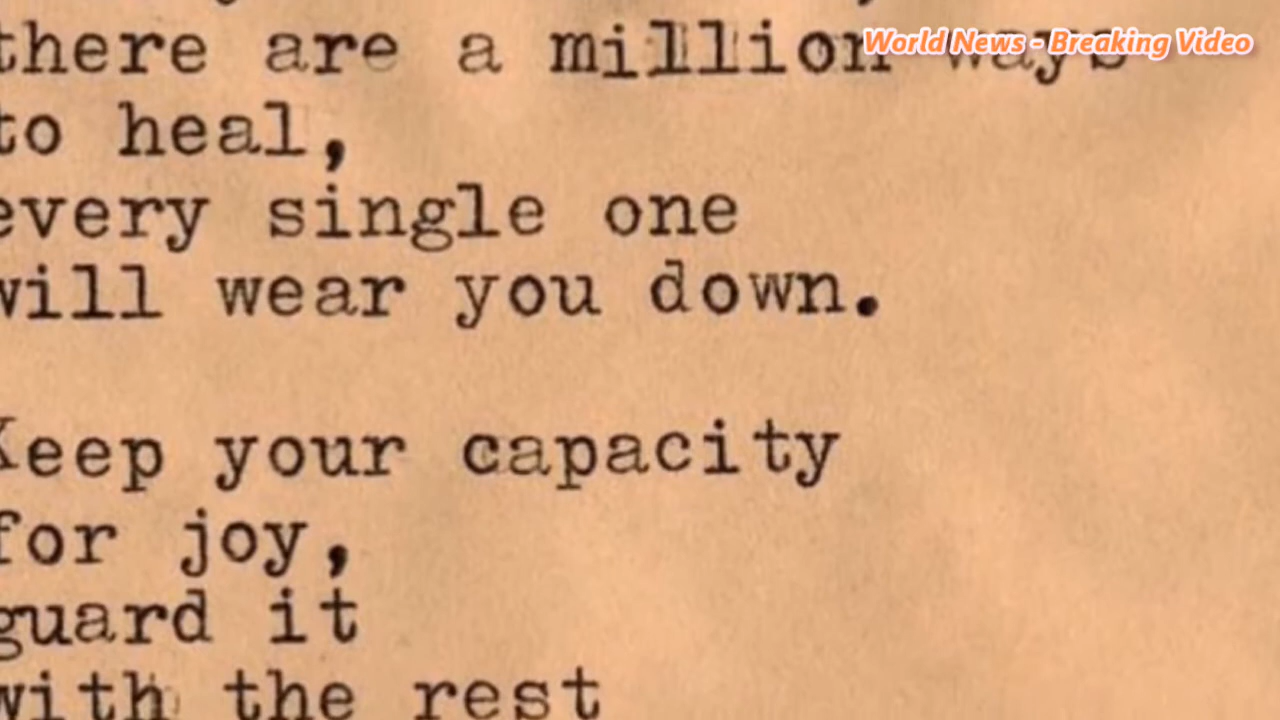 there are a million ways
World News - Breaking Video
to heal,
every single one
will wear you down.
Keep your capacity
for joy,
guard it
with the rest